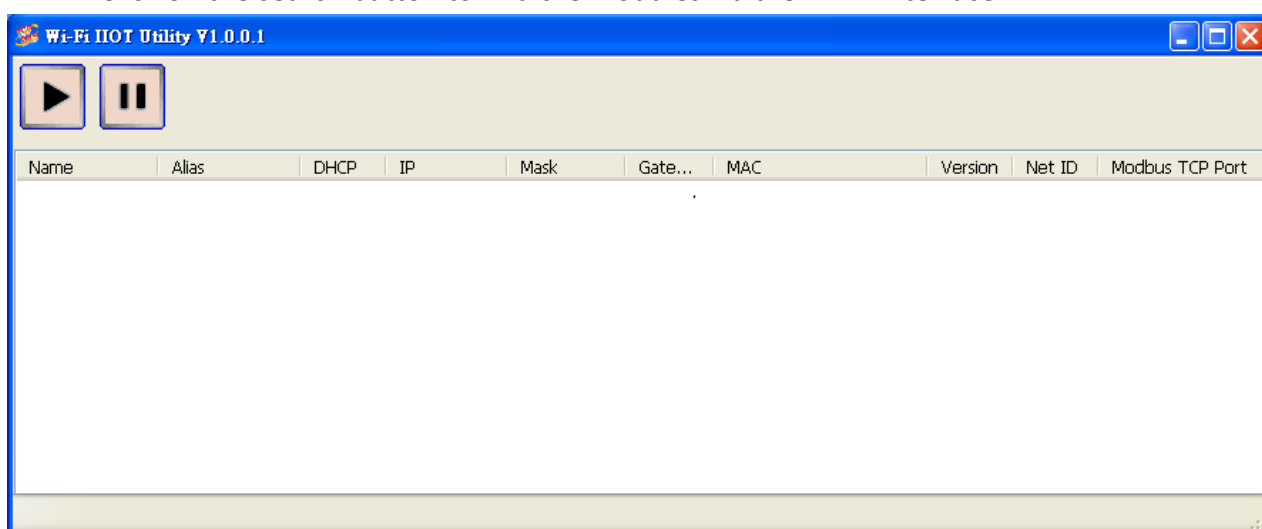 Wi-Fi IIOT Utility V1.0.0.1
Name Alias DHCP IP Mask Gate... MAC Version Net ID Modbus TCP Port